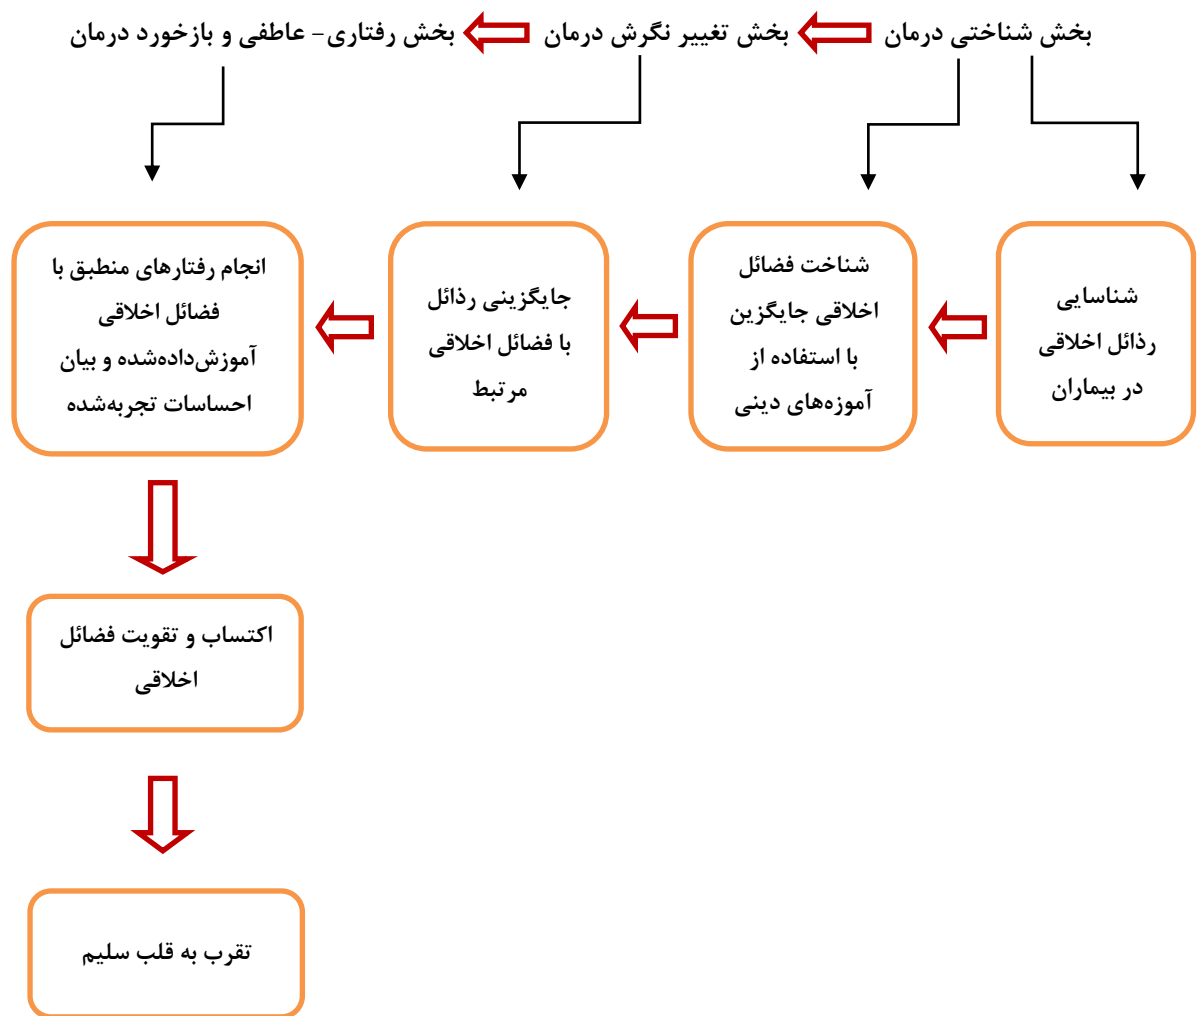 بخش شناختی درمان
بخش تغییر نگرش درمان
بخش رفتاری- عاطفی و بازخورد درمان
شناسایی
رذائل اخلاقی
در بیماران
شناخت فضائل
اخلاقی جایگزین
با استفاده از
آموزه‌های دینی
جایگزینی رذائل
با فضائل اخلاقی
مرتبط
انجام رفتارهای منطبق با
فضائل اخلاقی
آموزش‌داده‌شده و بیان
احساسات تجربه‌شده
اکتساب و تقویت فضائل
اخلاقی
تقرب به قلب سلیم